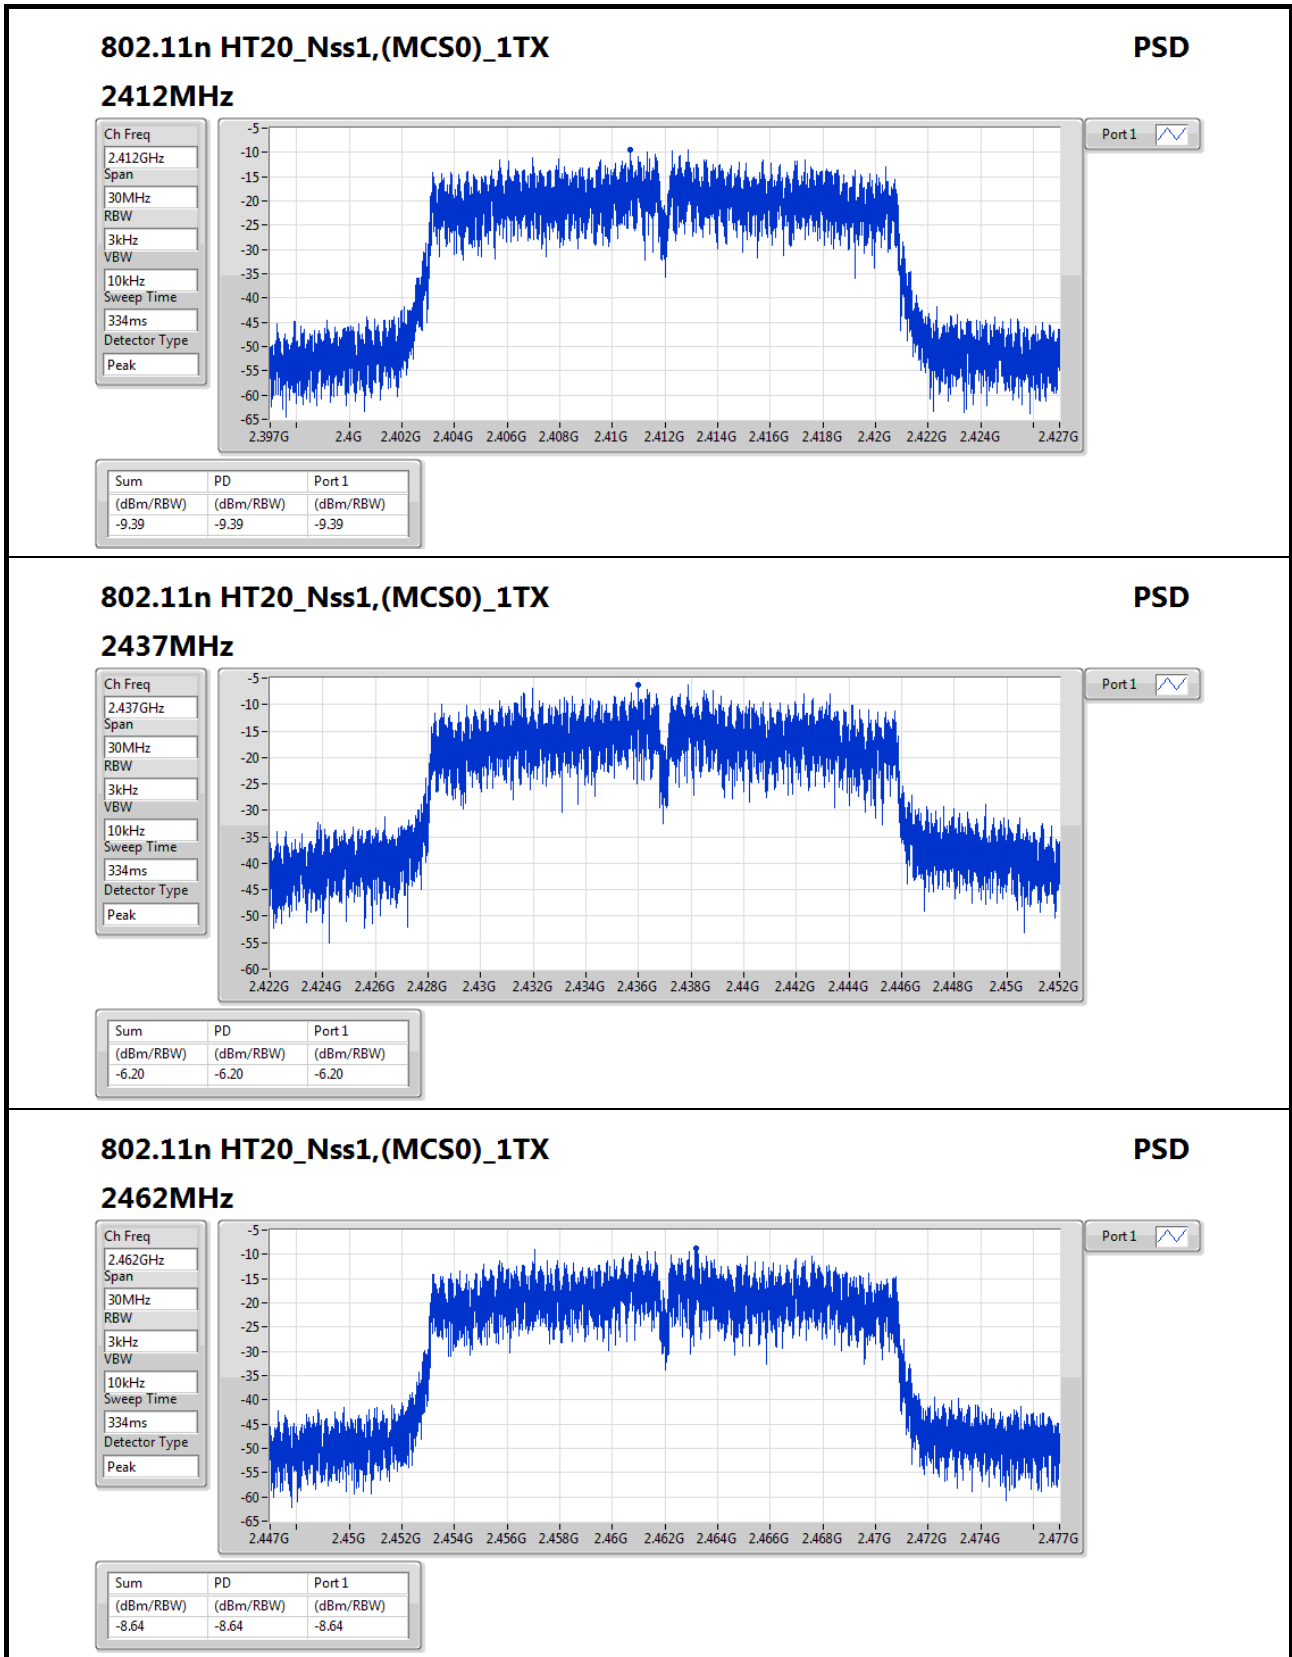 802.11n HT20_Nss1,(MCS0)_1TX PSD
2412MHz
Ch Freq
2.412GHz
Span
30MHz
RBW
3kHz
VBW
10kHz
Sweep Time
334ms
Detector Type
Peak
-5
-10
-15
-20
-25
-30
-35
-40
-45
-50
-55
-60
-65
2.397G 2.4G 2.402G 2.404G 2.406G 2.408G 2.41G 2.412G 2.414G 2.416G 2.418G 2.42G 2.422G 2.424G 2.427G
Port 1
Sum PD Port 1
(dBm/RBW) (dBm/RBW) (dBm/RBW)
-9.39 -9.39 -9.39
802.11n HT20_Nss1,(MCS0)_1TX PSD
2437MHz
Ch Freq
2.437GHz
Span
30MHz
RBW
3kHz
VBW
10kHz
Sweep Time
334ms
Detector Type
Peak
-5
-10
-15
-20
-25
-30
-35
-40
-45
-50
-55
-60
2.422G 2.424G 2.426G 2.428G 2.43G 2.432G 2.434G 2.436G 2.438G 2.44G 2.442G 2.444G 2.446G 2.448G 2.45G 2.452G
Port 1
Sum PD Port 1
(dBm/RBW) (dBm/RBW) (dBm/RBW)
-6.20 -6.20 -6.20
802.11n HT20_Nss1,(MCS0)_1TX PSD
2462MHz
Ch Freq
2.462GHz
Span
30MHz
RBW
3kHz
VBW
10kHz
Sweep Time
334ms
Detector Type
Peak
-5
-10
-15
-20
-25
-30
-35
-40
-45
-50
-55
-60
-65
2.447G 2.45G 2.452G 2.454G 2.456G 2.458G 2.46G 2.462G 2.464G 2.466G 2.468G 2.47G 2.472G 2.474G 2.477G
Port 1
Sum PD Port 1
(dBm/RBW) (dBm/RBW) (dBm/RBW)
-8.64 -8.64 -8.64